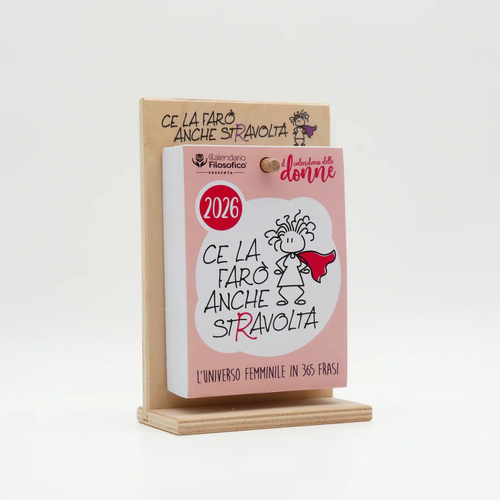 CE LA FARÒ
ANCHE STRAVOLTA
Calendario
Filosofico
PRESENTA
il calendario delle
donne
2026
CE LA
FARÒ
ANCHE
STRAVOLTA
L'UNIVERSO FEMMINILE IN 365 FRASI